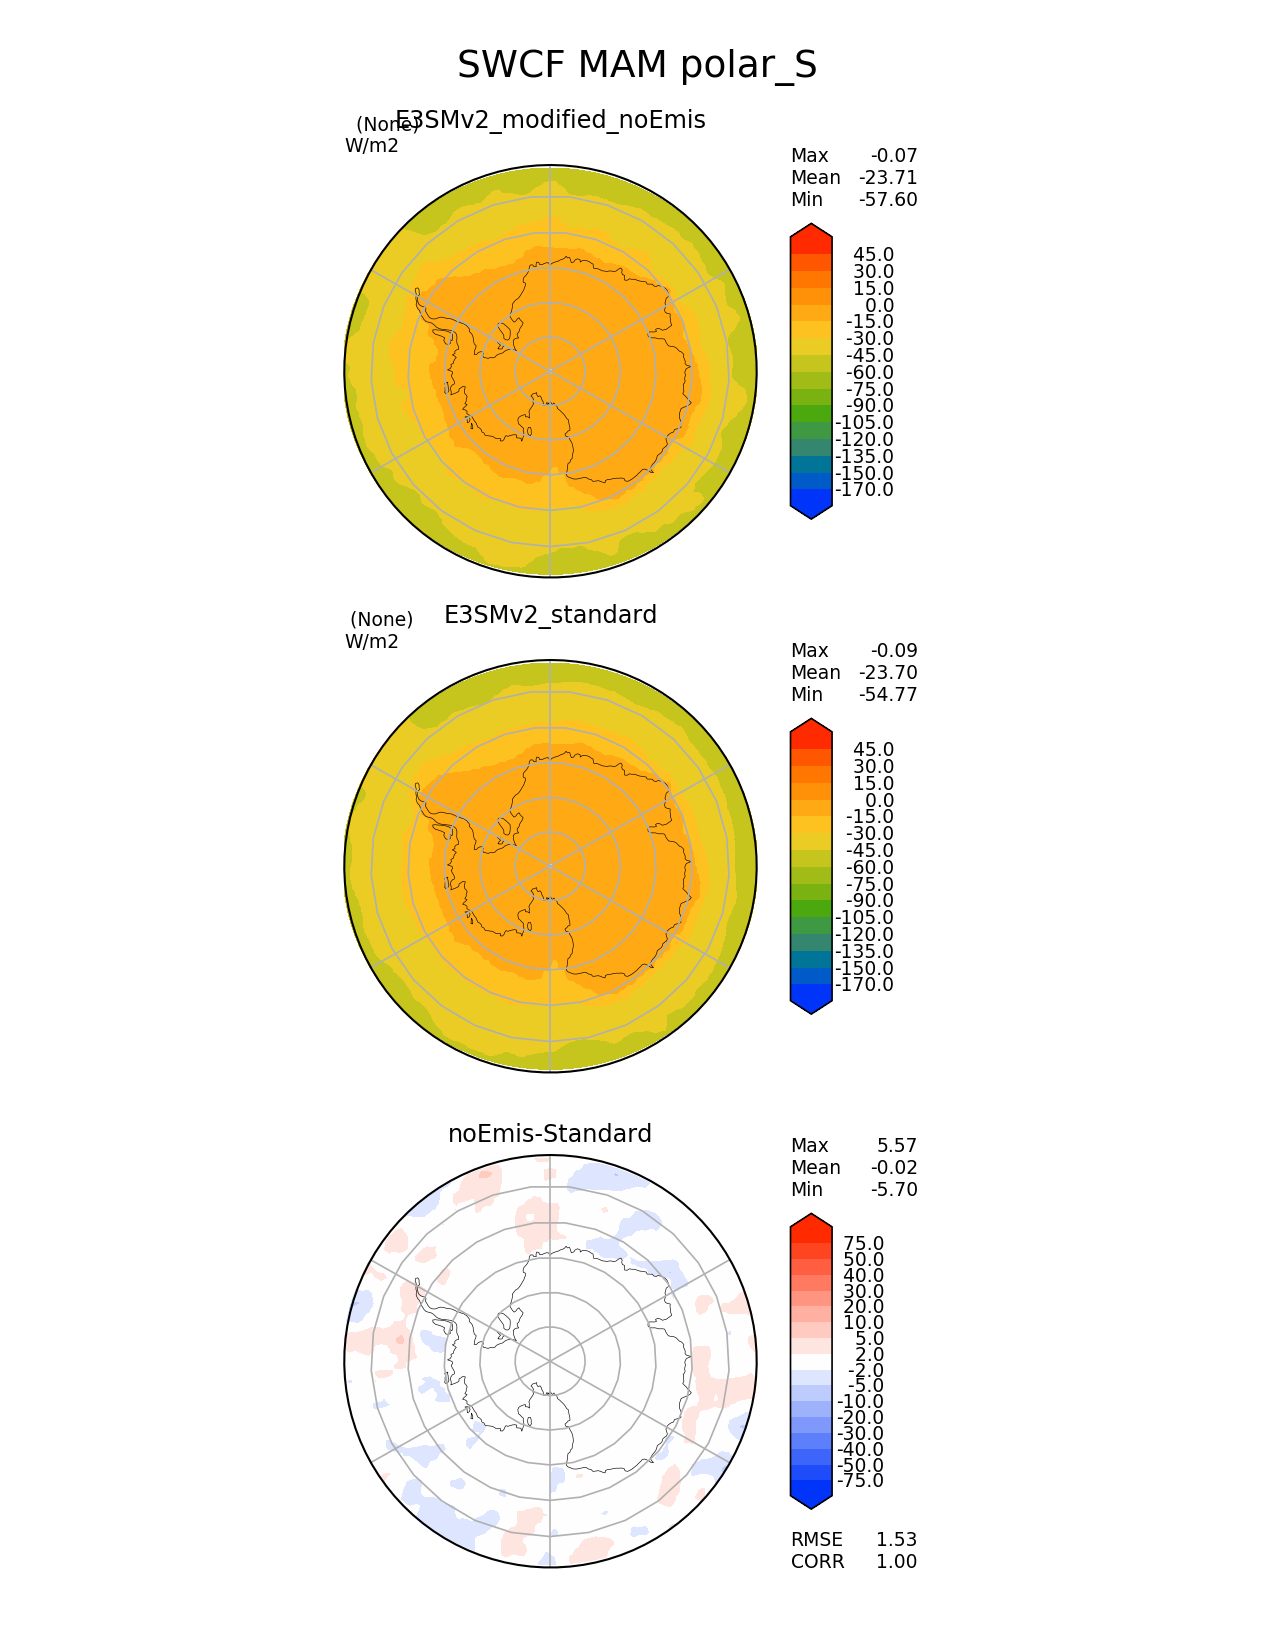 SWCF MAM polar_S
E3SMv2_modified_noEmis
(None)
W/m2
Max -0.07
Mean -23.71
Min -57.60
45.0
30.0
15.0
0.0
-15.0
-30.0
-45.0
-60.0
-75.0
-90.0
-105.0
-120.0
-135.0
-150.0
-170.0
(None)
E3SMv2_standard
W/m2
Max -0.09
Mean -23.70
Min -54.77
45.0
30.0
15.0
0.0
-15.0
-30.0
-45.0
-60.0
-75.0
-90.0
-105.0
-120.0
-135.0
-150.0
-170.0
noEmis-Standard
Max 5.57
Mean -0.02
Min -5.70
75.0
50.0
40.0
30.0
20.0
10.0
5.0
2.0
-2.0
-5.0
-10.0
-20.0
-30.0
-40.0
-50.0
-75.0
RMSE 1.53
CORR 1.00